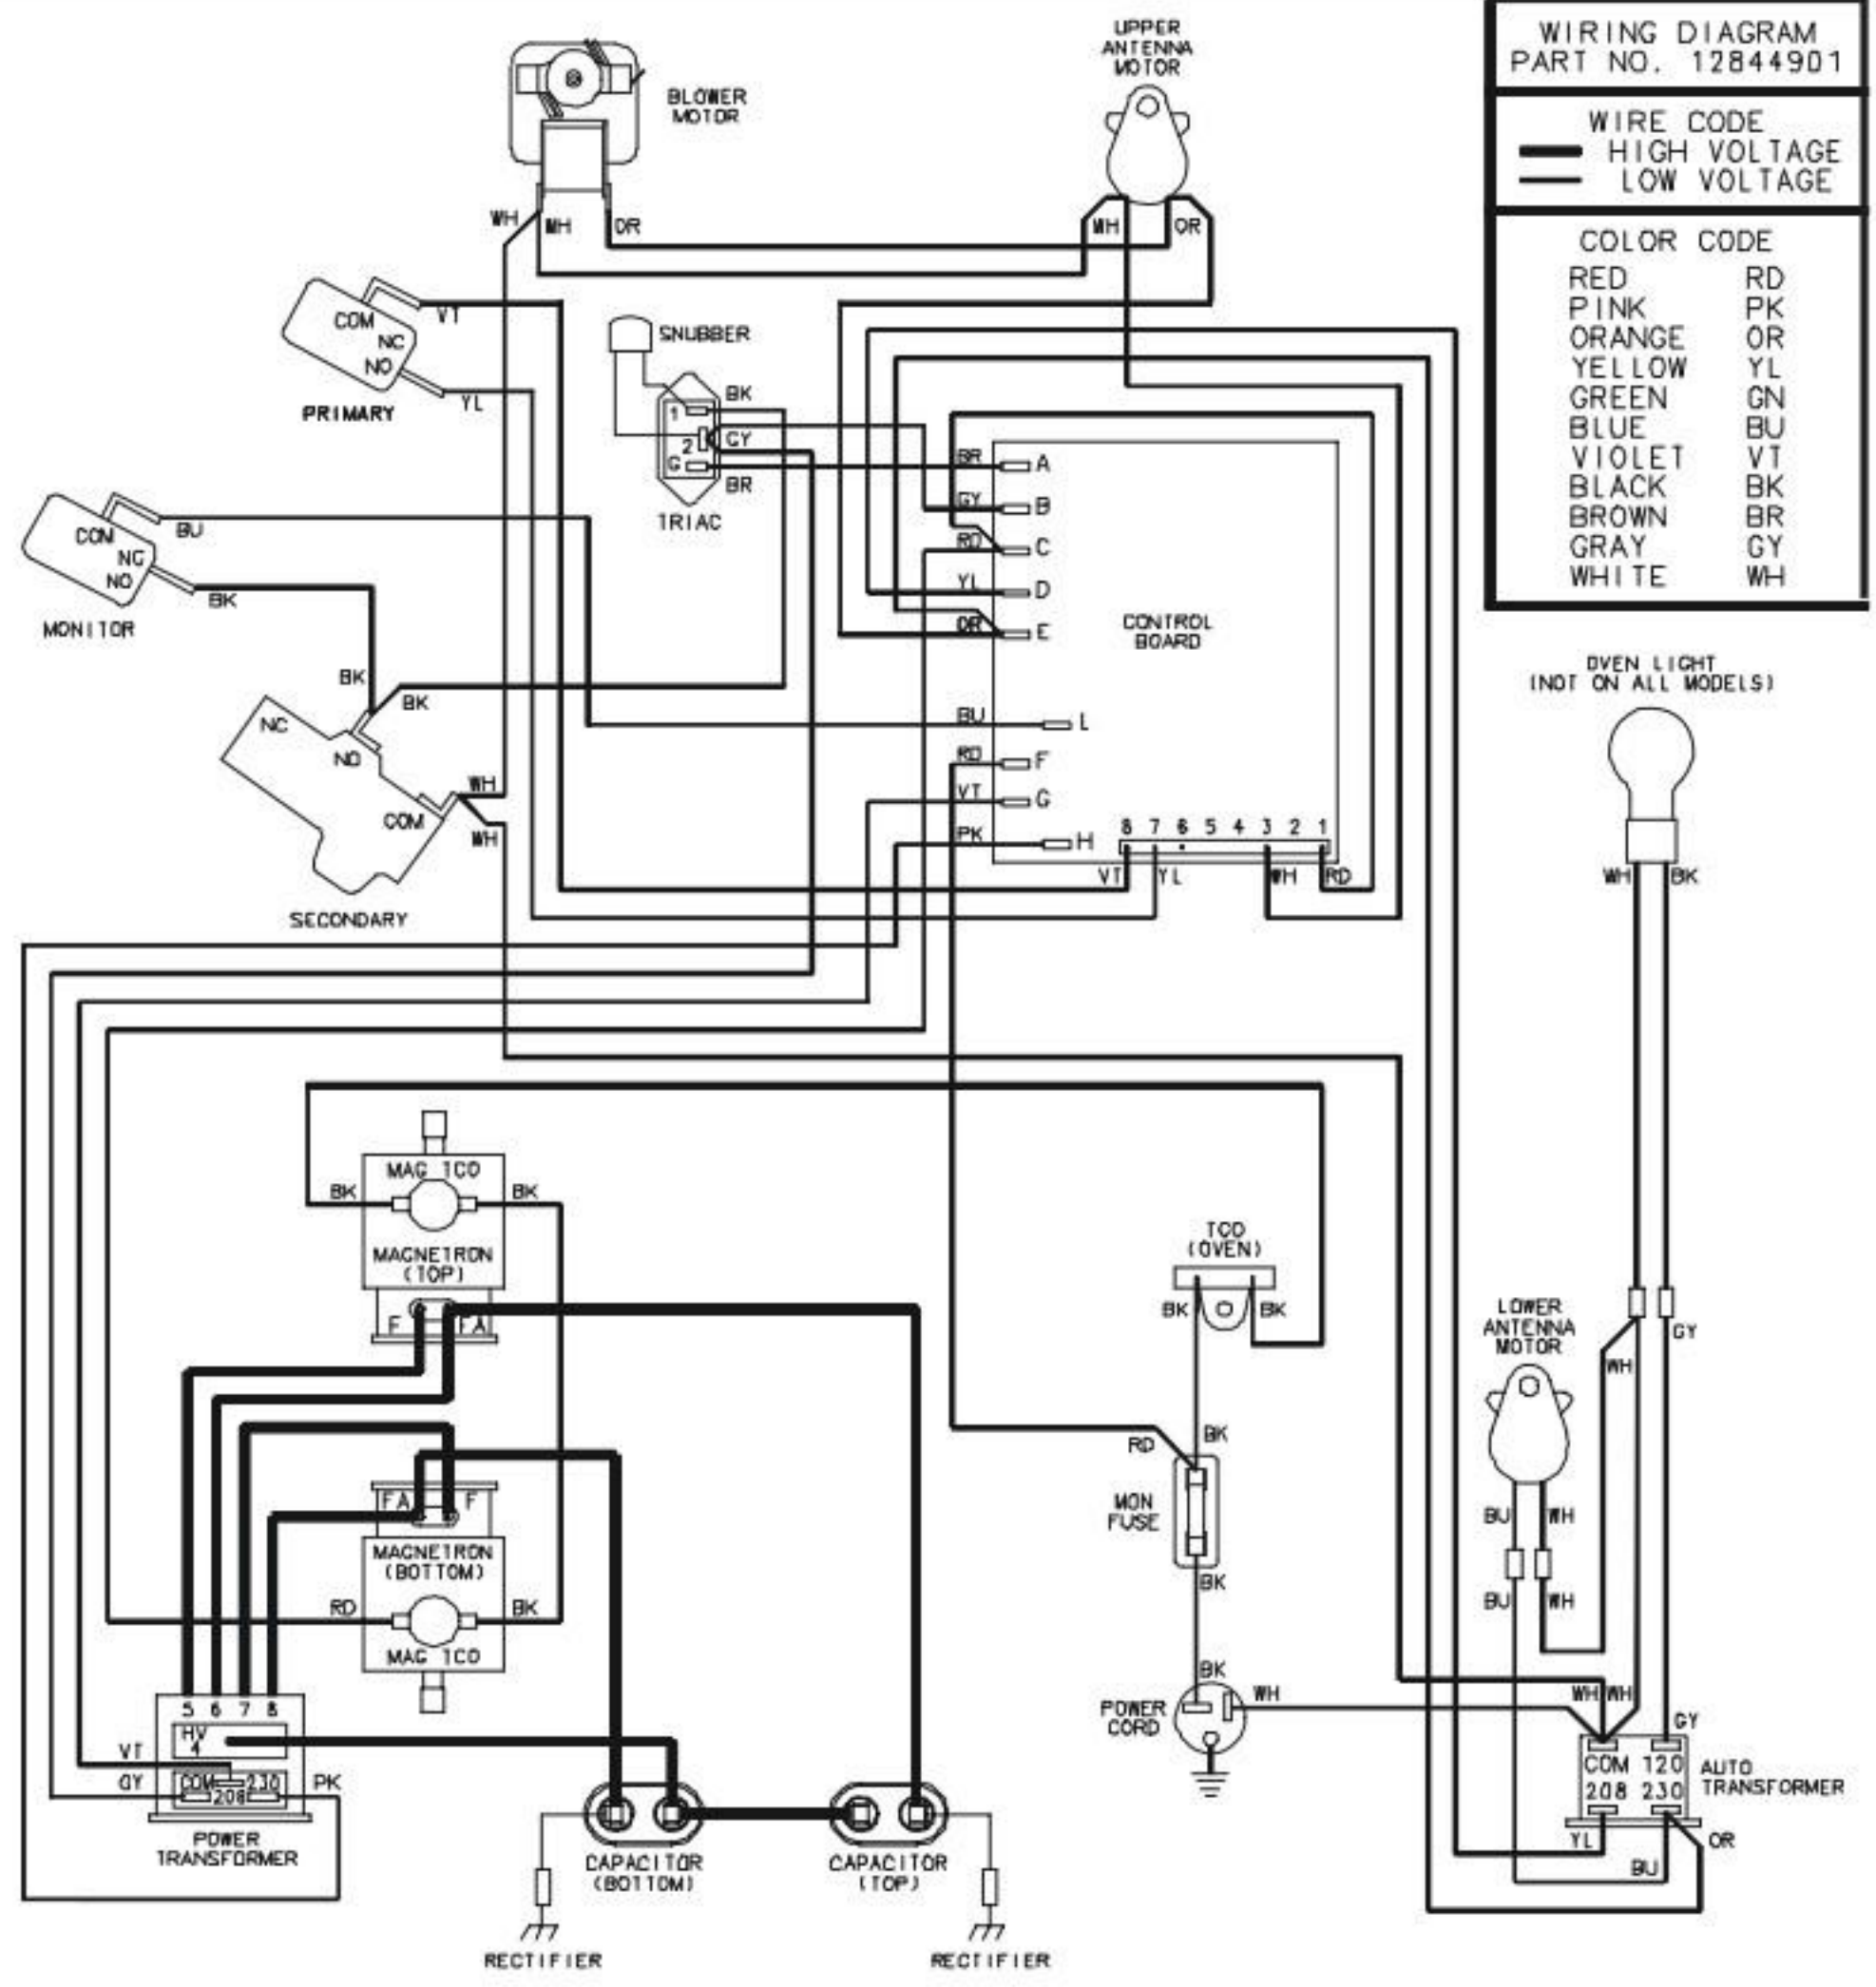 UPPER
ANTENNA
MOTOR
BLOWER
MOTOR
WIRING DIAGRAM
PART NO. 12844901
WIRE CODE
HIGH VOLTAGE
LOW VOLTAGE
COLOR CODE
RED RD
PINK PK
ORANGE OR
YELLOW YL
GREEN GN
BLUE BU
VIOLET VT
BLACK BK
BROWN BR
GRAY GY
WHITE WH
WH WH OR
WH OR
COM
NC
NO
VT
YL
PRIMARY
SNUBBER
1
2
G
BK
GY
BR
TRIAC
COM
NC
NO
BU
BK
MONITOR
BR A
GY B
RD C
YL D
OR E
BU L
RD F
VT G
PK H
CONTROL
BOARD
8 7 6 5 4 3 2 1
VT YL WH RD
BK
BK
NC
NO
COM
WH
WH
SECONDARY
OVEN LIGHT
(NOT ON ALL MODELS)
WH BK
MAG TCO
BK BK
MAGNETRON
(TOP)
F FA
TCO
(OVEN)
BK BK
LOWER
ANTENNA
MOTOR
GY
WH
RD
BK
MON
FUSE
BK
BU WH
BU WH
FA F
MAGNETRON
(BOTTOM)
RD BK
MAG TCO
BK
POWER
CORD
WH
WH WH
GY
5 6 7 8
HV
4
VT
GY
COM 230
208
PK
POWER
TRANSFORMER
COM 120
208 230
AUTO
TRANSFORMER
YL
BU
OR
CAPACITOR
(BOTTOM)
CAPACITOR
(TOP)
RECTIFIER
RECTIFIER